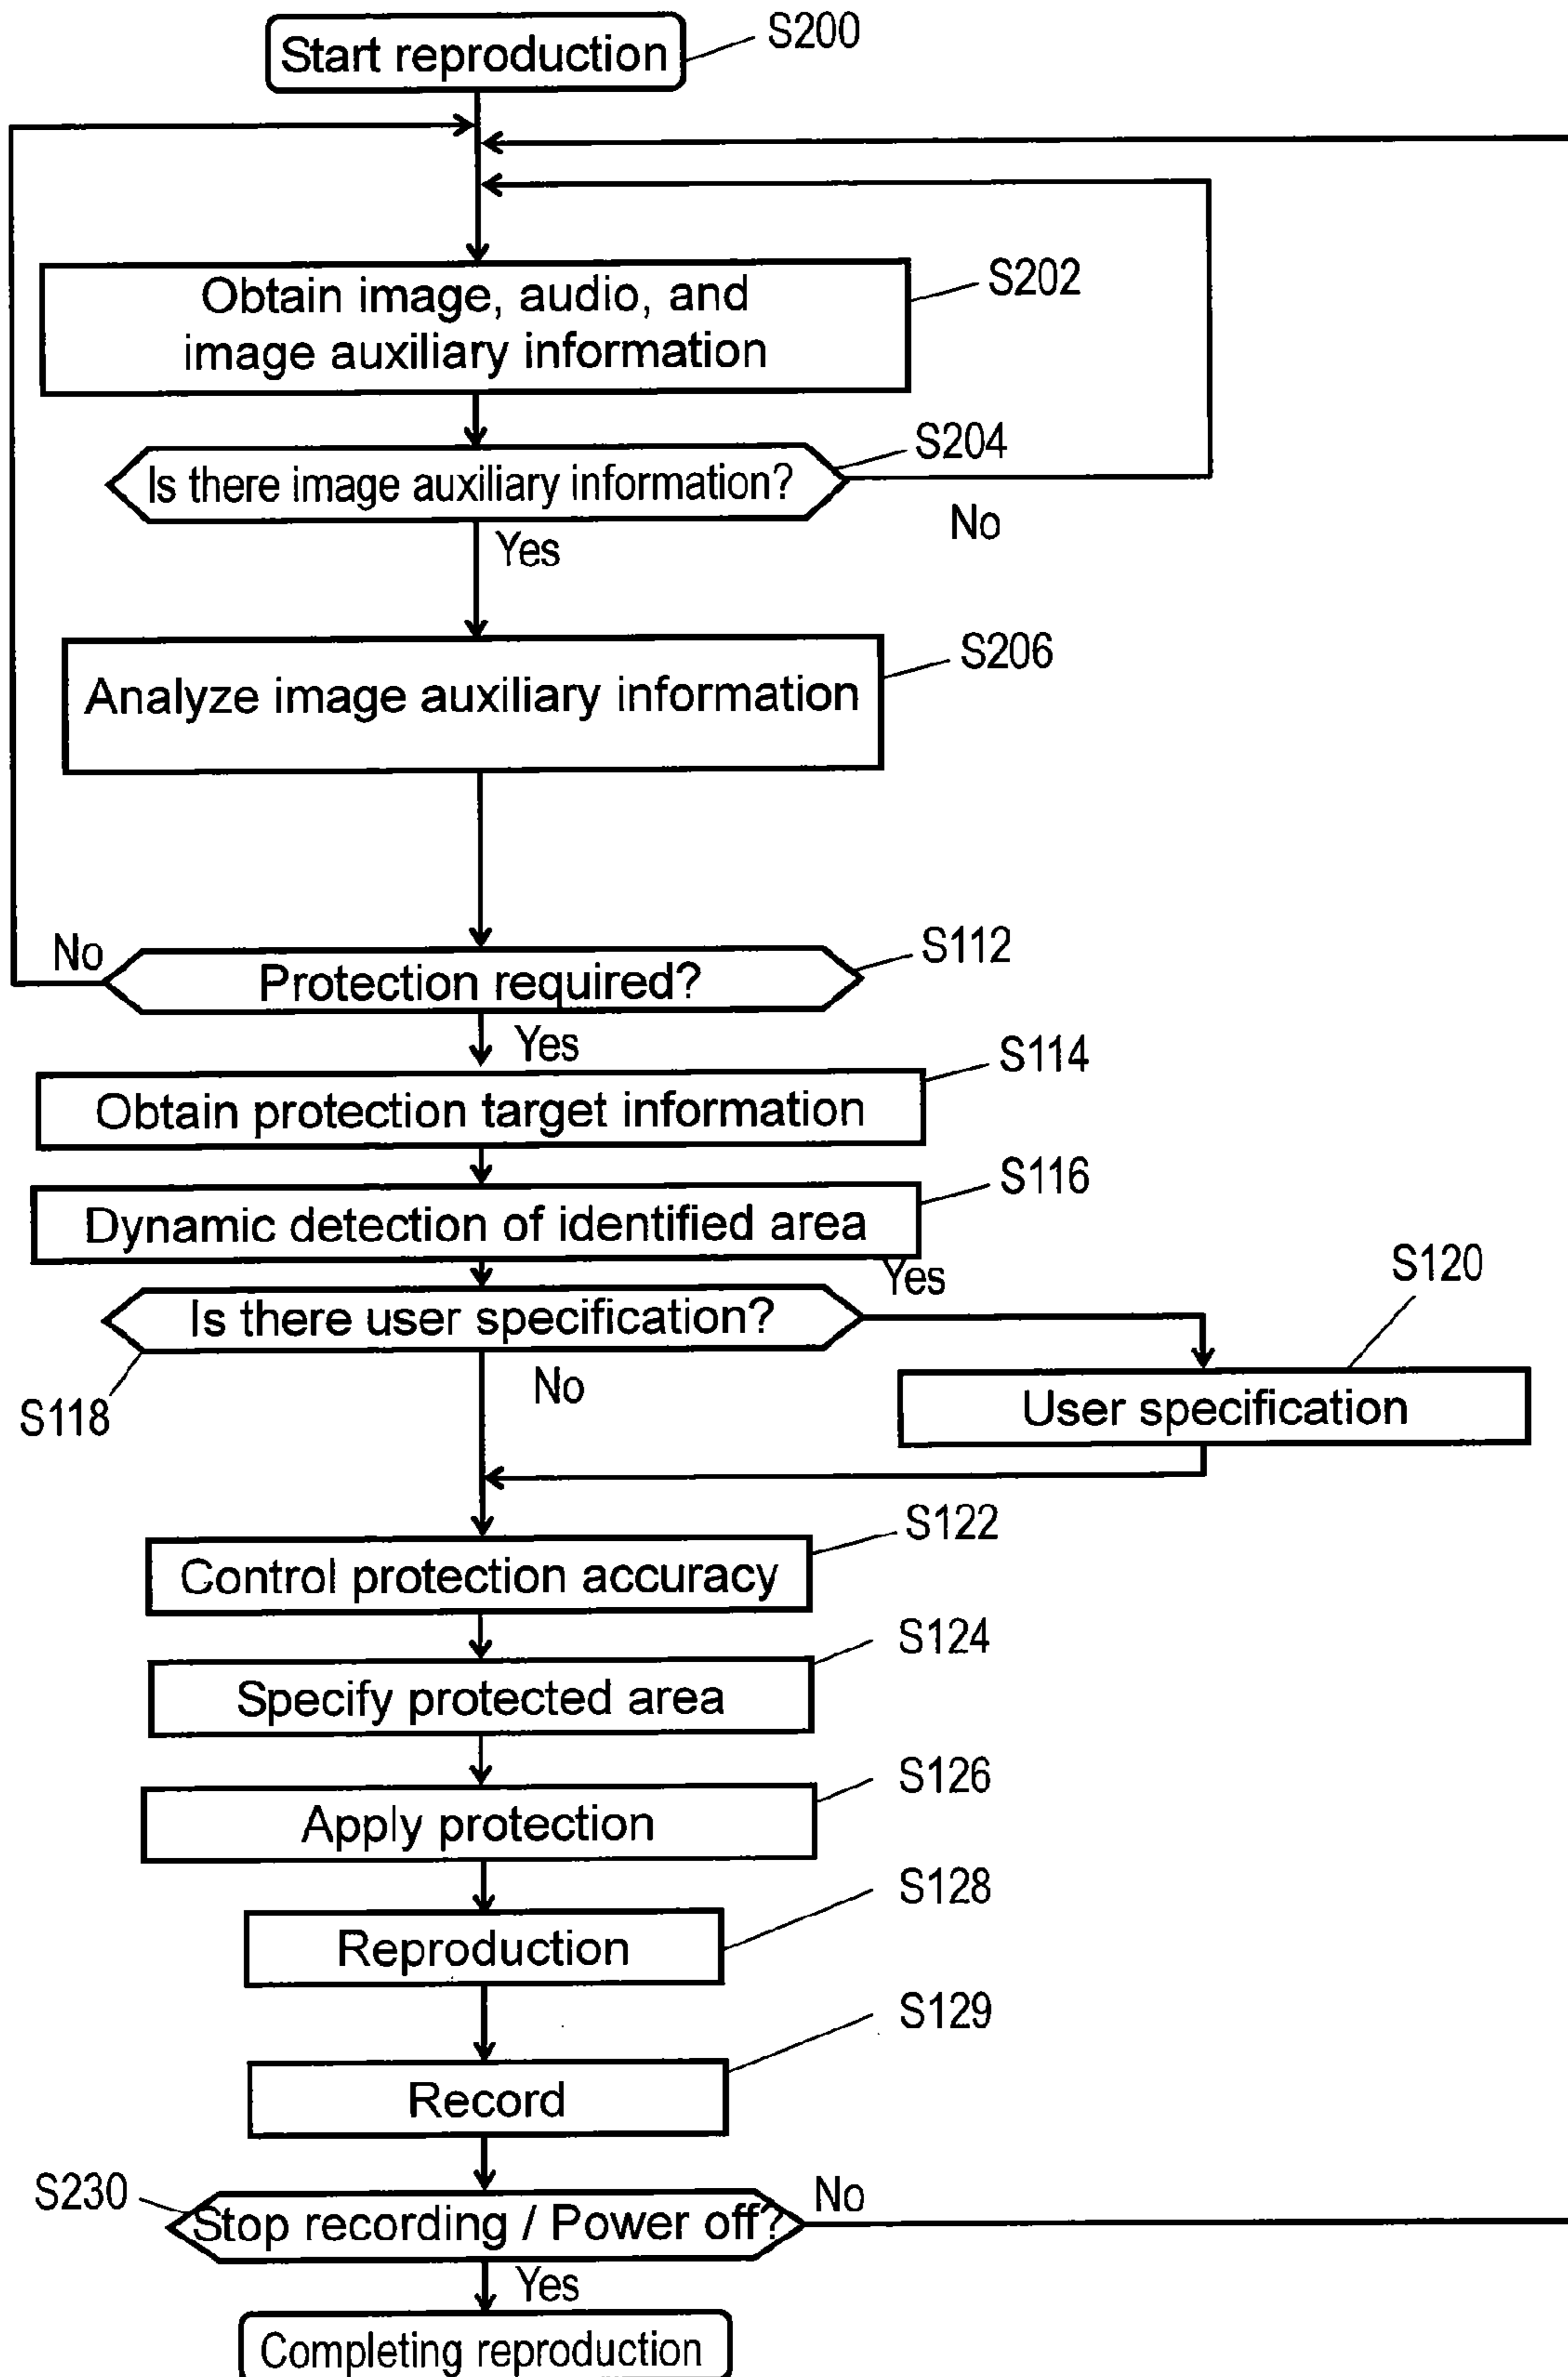 Start reproduction
S200
Obtain image, audio, and
image auxiliary information
S202
Is there image auxiliary information?
S204
No
Yes
Analyze image auxiliary information
S206
No
Protection required?
S112
Yes
Obtain protection target information
S114
Dynamic detection of identified area
S116
Is there user specification?
Yes
S118
No
User specification
S120
Control protection accuracy
S122
Specify protected area
S124
Apply protection
S126
Reproduction
S128
Record
S129
S230
Stop recording / Power off?
No
Yes
Completing reproduction